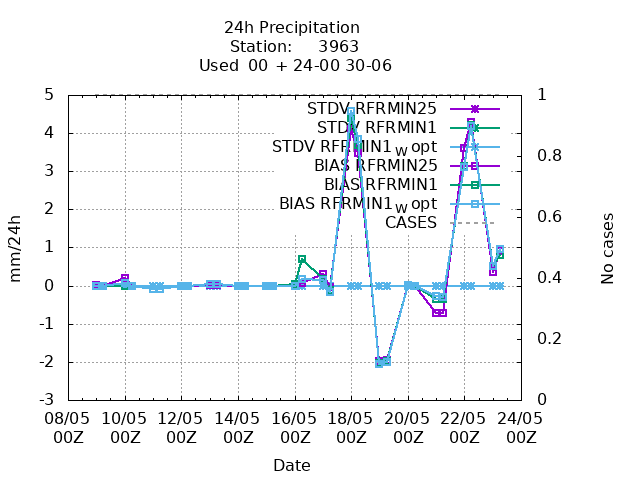 24h Precipitation
Station: 3963
Used 00 + 24-00 30-06
5
4
3
2
1
0
-1
-2
-3
mm/24h
1
0.8
0.6
0.4
0.2
0
No cases
STDV RFRMIN25
STDV RFRMIN1
STDV RFRMIN1w opt
BIAS RFRMIN25
BIAS RFRMIN1
BIAS RFRMIN1w opt
CASES
08/05 10/05 12/05 14/05 16/05 18/05 20/05 22/05 24/05
00Z 00Z 00Z 00Z 00Z 00Z 00Z 00Z 00Z
Date